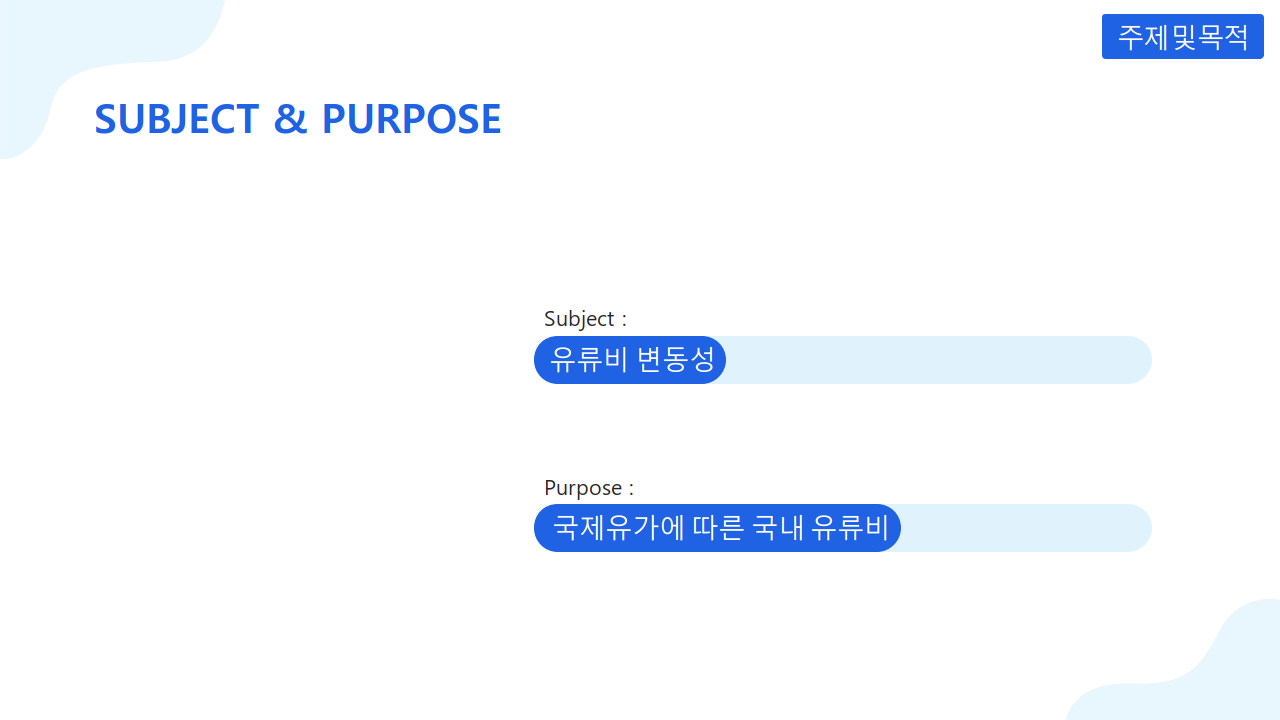 주제및목적
SUBJECT & PURPOSE
Subject :
유류비 변동성
Purpose :
국제유가에 따른 국내 유류비